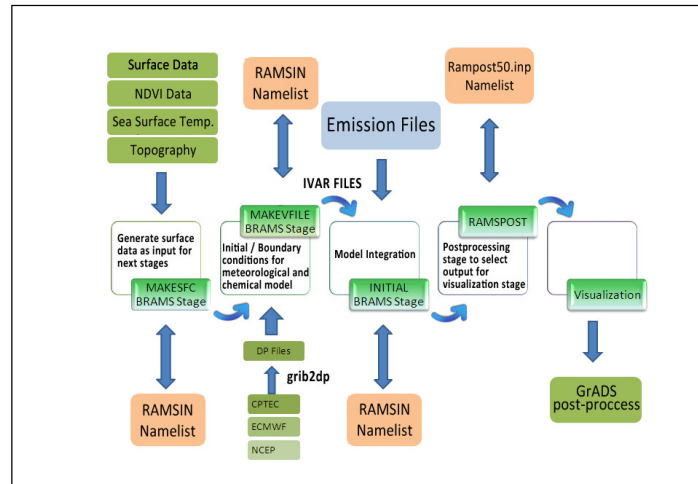 Surface Data
NDVI Data
Sea Surface Temp.
Topography
RAMSIN
Namelist
Emission Files
Rampost50.inp
Namelist
IVAR FILES
Generate surface
data as input for
next stages
MAKESFC
BRAMS Stage
MAKEVFILE
BRAMS Stage
Initial / Boundary
conditions for
meteorological and
chemical model
Model Integration
INITIAL
BRAMS Stage
RAMSPOST
Postprocessing
stage to select
output for
visualization stage
Visualization
DP Files
grib2dp
CPTEC
ECMWF
NCEP
RAMSIN
Namelist
RAMSIN
Namelist
GrADS
post-proccess